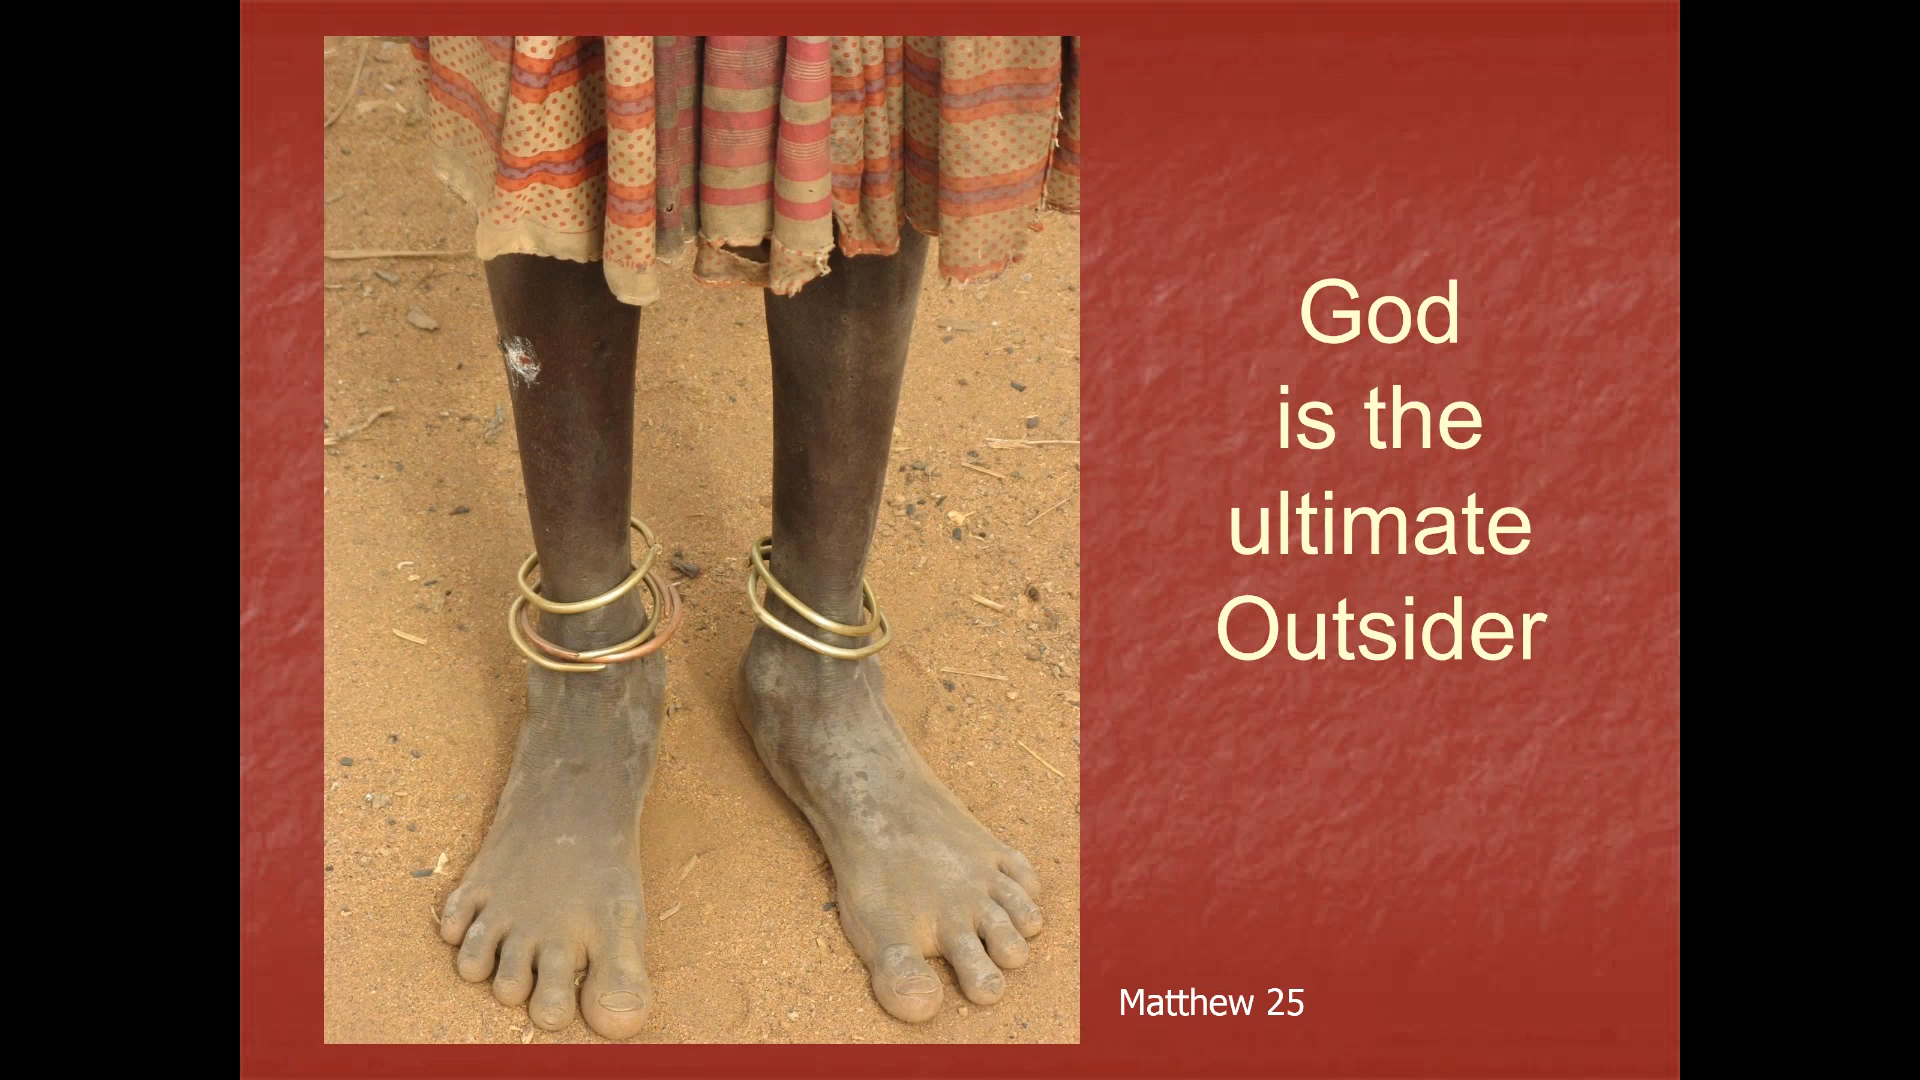 God
is the
ultimate
Outsider
Matthew 25